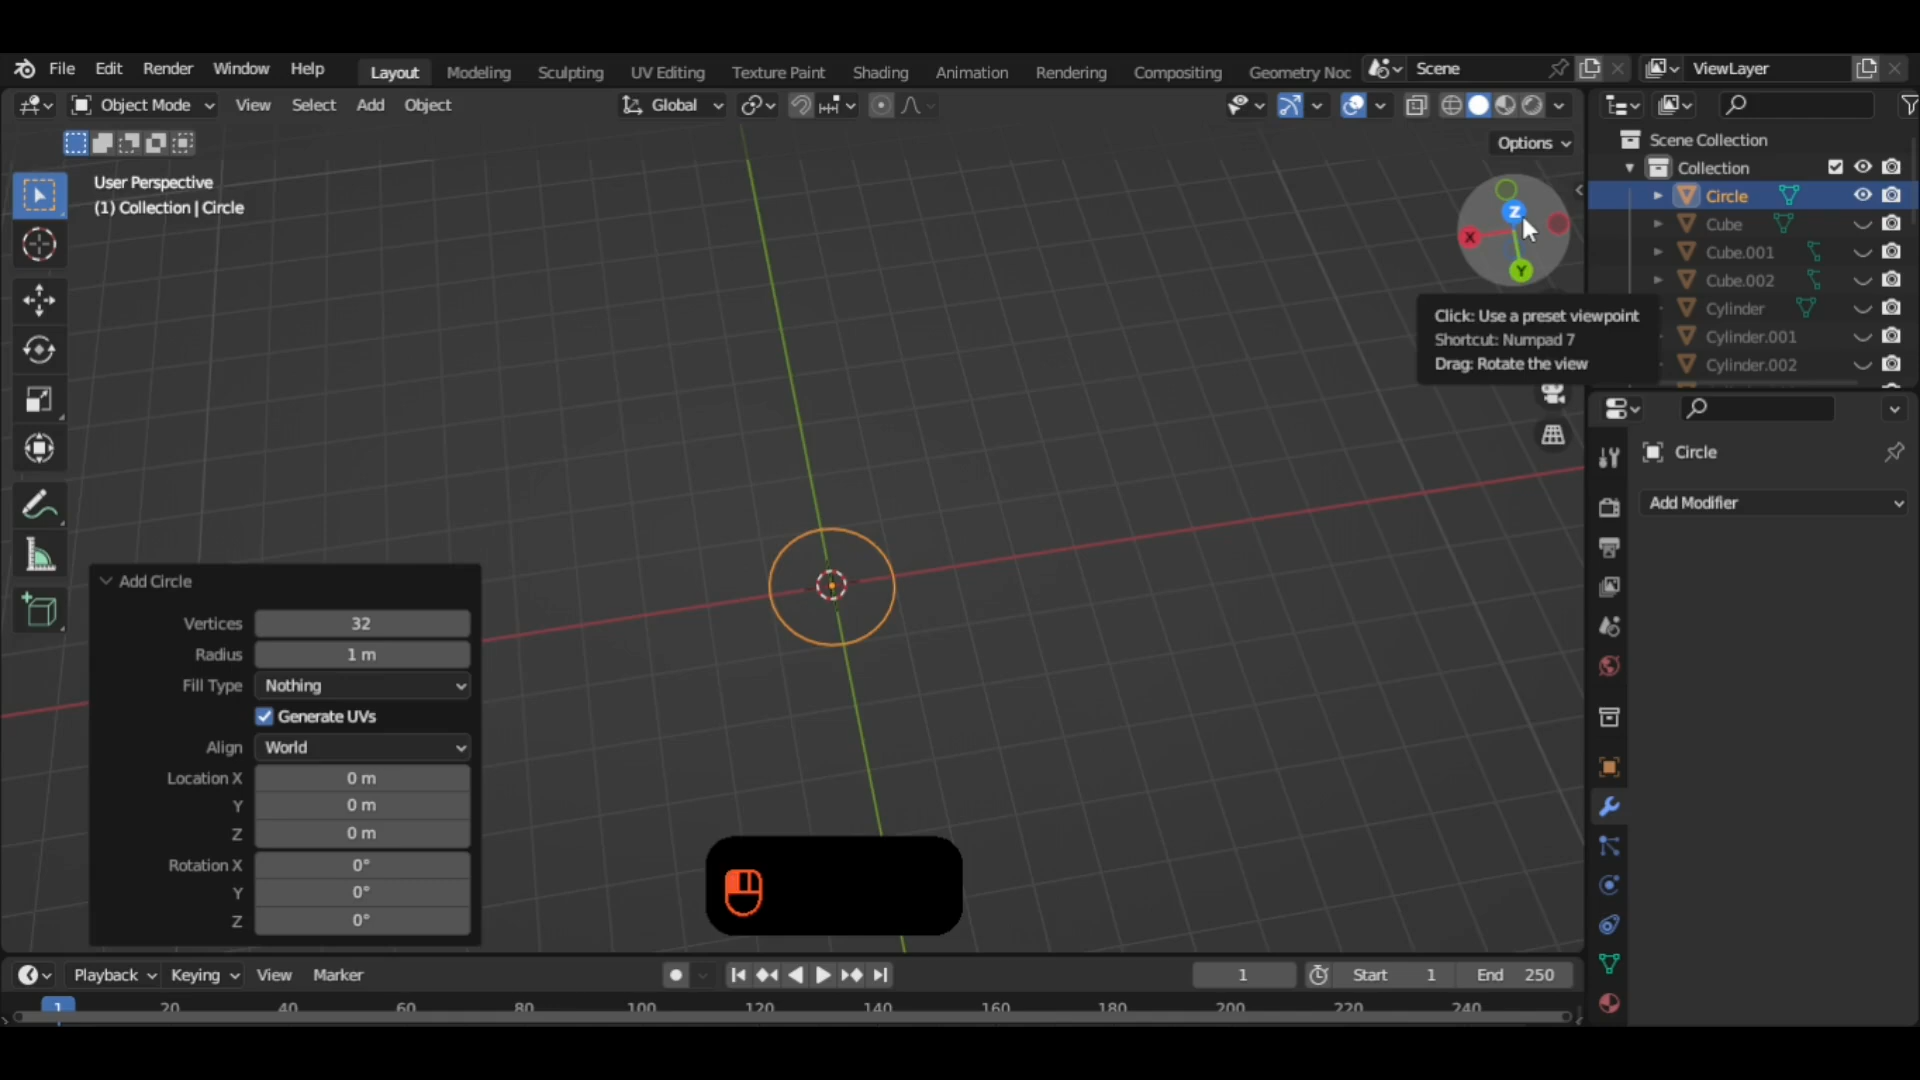 File Edit Render Window Help Layout Modeling Sculpting UV Editing Texture Paint Shading Animation Rendering Compositing Geometry Noc Scene ViewLayer
Object Mode View Select Add Object Global
Options
User Perspective
(1) Collection | Circle
Z
X
Y
Click: Use a preset viewpoint
Shortcut: Numpad 7
Drag: Rotate the view
Scene Collection
Collection
Circle
Cube
Cube.001
Cube.002
Cylinder
Cylinder.001
Cylinder.002
Circle
Add Modifier
Add Circle
Vertices 32
Radius 1 m
Fill Type Nothing
Generate UVs
Align World
Location X 0 m
Y 0 m
Z 0 m
Rotation X 0°
Y 0°
Z 0°
Playback Keying View Marker 1 Start 1 End 250
1 20 40 60 80 100 120 140 160 180 200 220 240